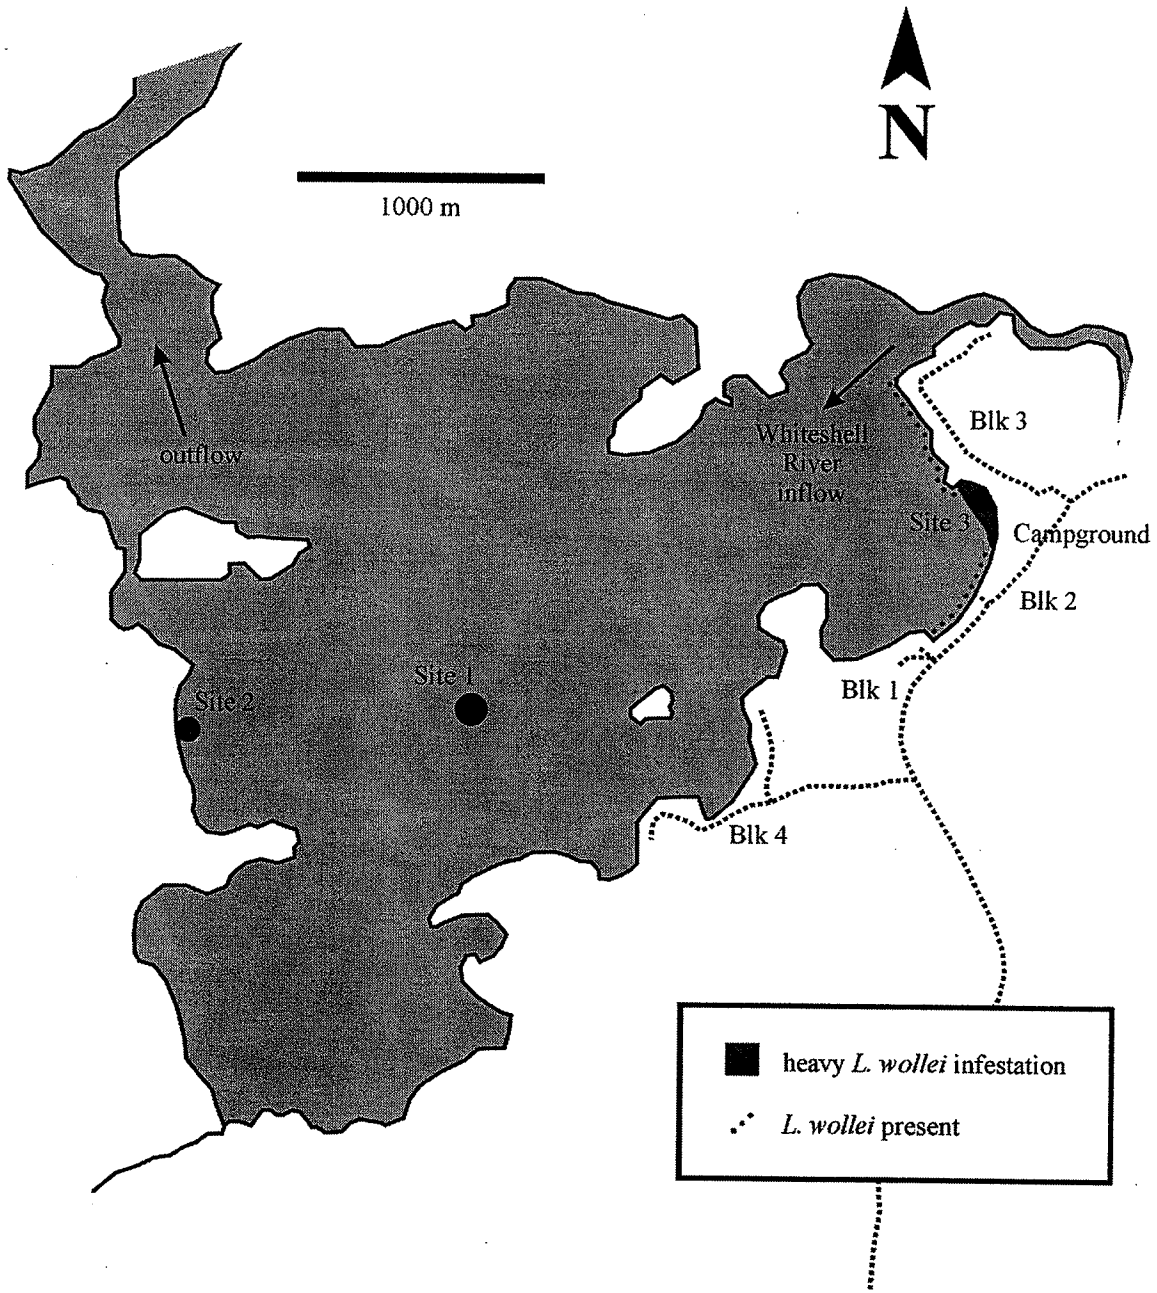 N
1000 m
Blk 3
Whiteshell
River
inflow
outflow
Site 3
Campground
Blk 2
Site 1
Blk 1
Site 2
Blk 4
heavy L. wollei infestation
L. wollei present